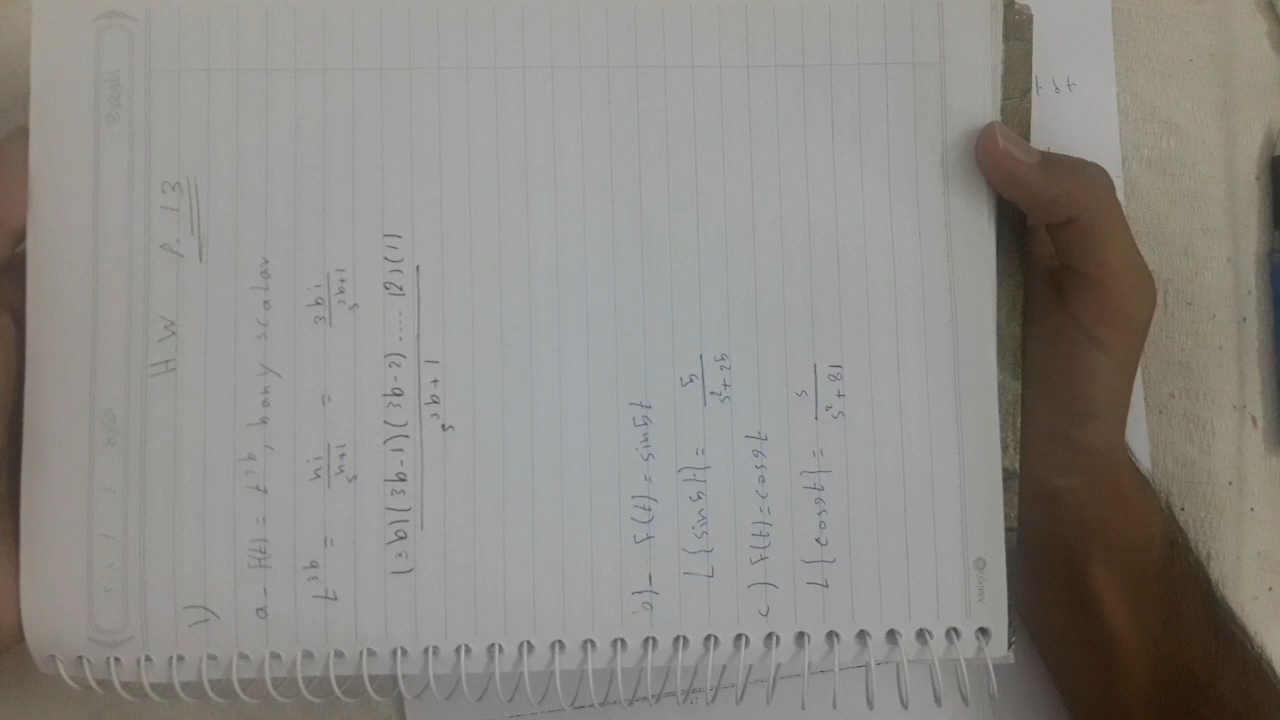 H.W P. 13
1)
a - f(t) = t^3b, b any scalar
t^3b = n! / s^n+1 = 3b! / s^3b+1
(3b)(3b-1)(3b-2) .... (2)(1) / s^3b+1
b) - f(t) = sin5t
L{sin5t} = 5 / s²+25
c) f(t) = cos9t
L{cos9t} = s / s²+81